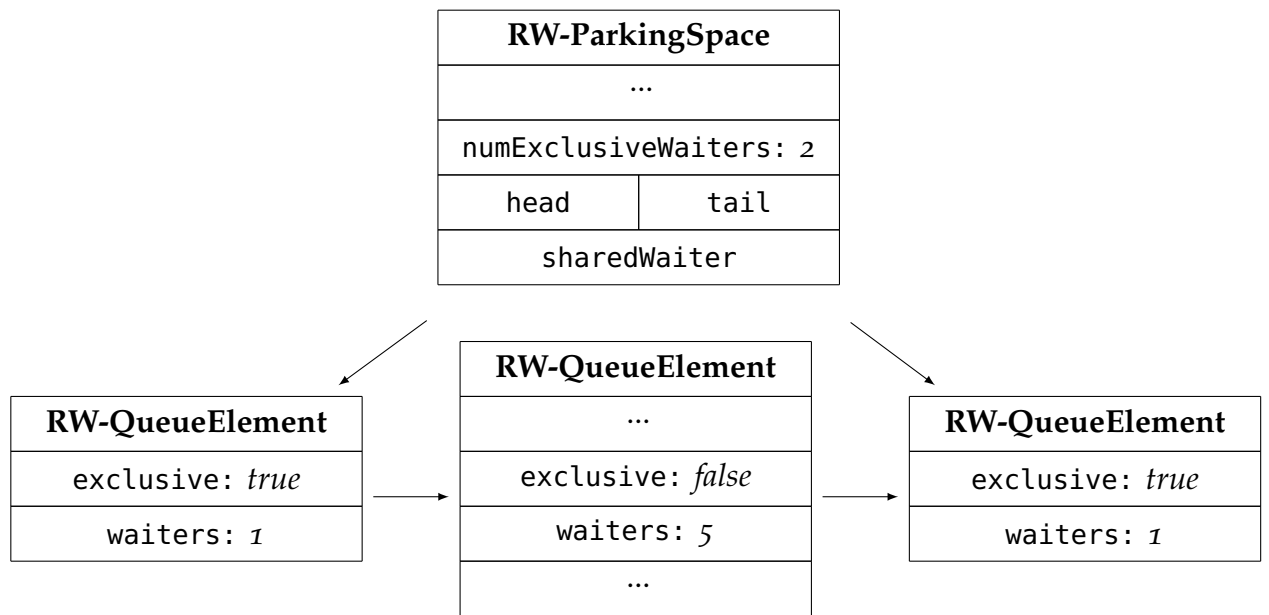 RW-ParkingSpace
...
numExclusiveWaiters: 2
head tail
sharedWaiter
RW-QueueElement
exclusive: true
waiters: 1
RW-QueueElement
...
exclusive: false
waiters: 5
...
RW-QueueElement
exclusive: true
waiters: 1